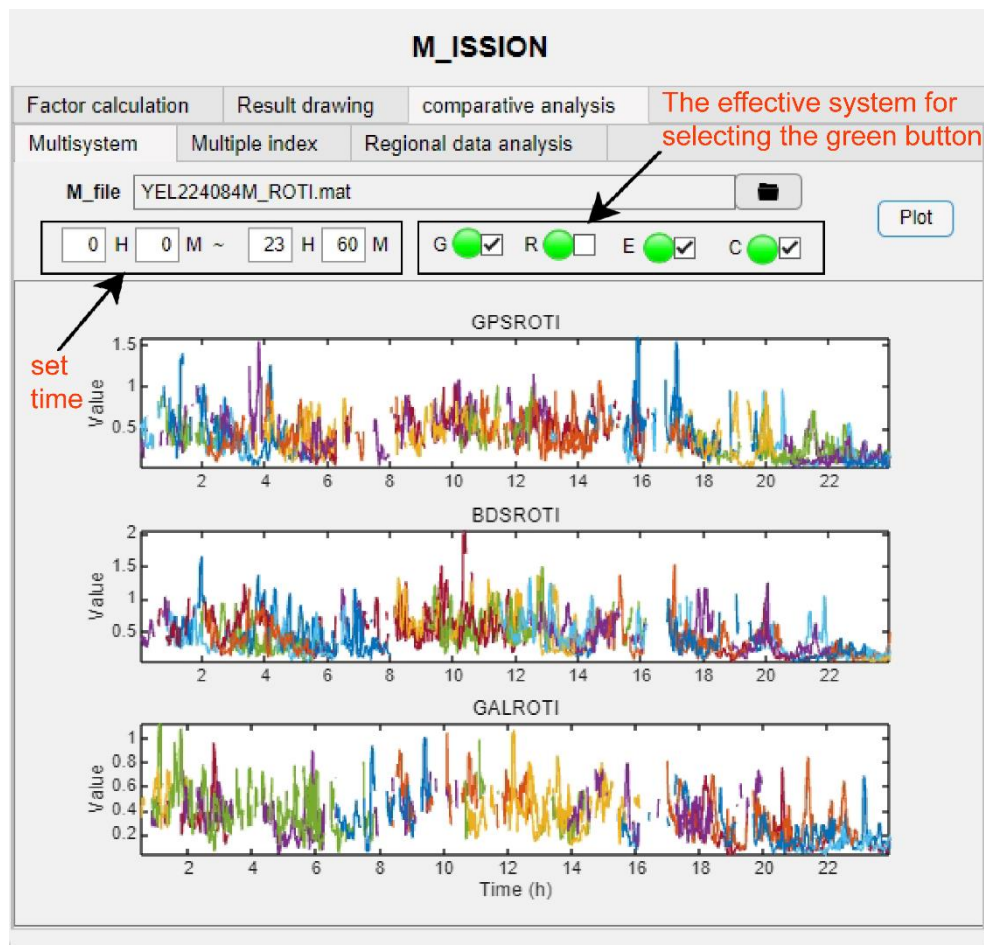 M_ISSION
Factor calculation Result drawing comparative analysis
The effective system for
selecting the green button
Multisystem Multiple index Regional data analysis
M_file YEL224084M_ROTI.mat
Plot
0 H 0 M ~ 23 H 60 M G R E C
set
time
GPSROTI
Value
1.5
1
0.5
2 4 6 8 10 12 14 16 18 20 22
BDSROTI
Value
2
1.5
1
0.5
2 4 6 8 10 12 14 16 18 20 22
GALROTI
Value
1
0.8
0.6
0.4
0.2
2 4 6 8 10 12 14 16 18 20 22
Time (h)